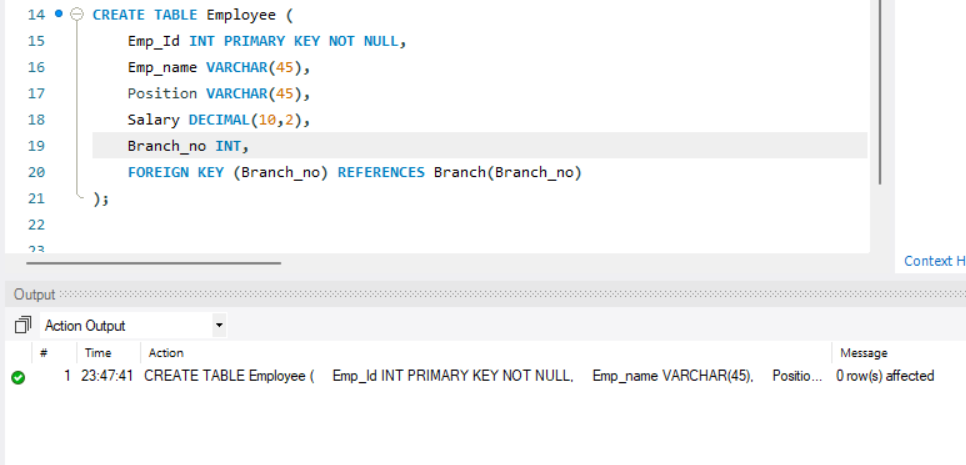 14 CREATE TABLE Employee (
15 Emp_Id INT PRIMARY KEY NOT NULL,
16 Emp_name VARCHAR(45),
17 Position VARCHAR(45),
18 Salary DECIMAL(10,2),
19 Branch_no INT,
20 FOREIGN KEY (Branch_no) REFERENCES Branch(Branch_no)
21 );
22
23
Context H
Output
Action Output
# Time Action Message
1 23:47:41 CREATE TABLE Employee ( Emp_Id INT PRIMARY KEY NOT NULL, Emp_name VARCHAR(45), Positio... 0 row(s) affected